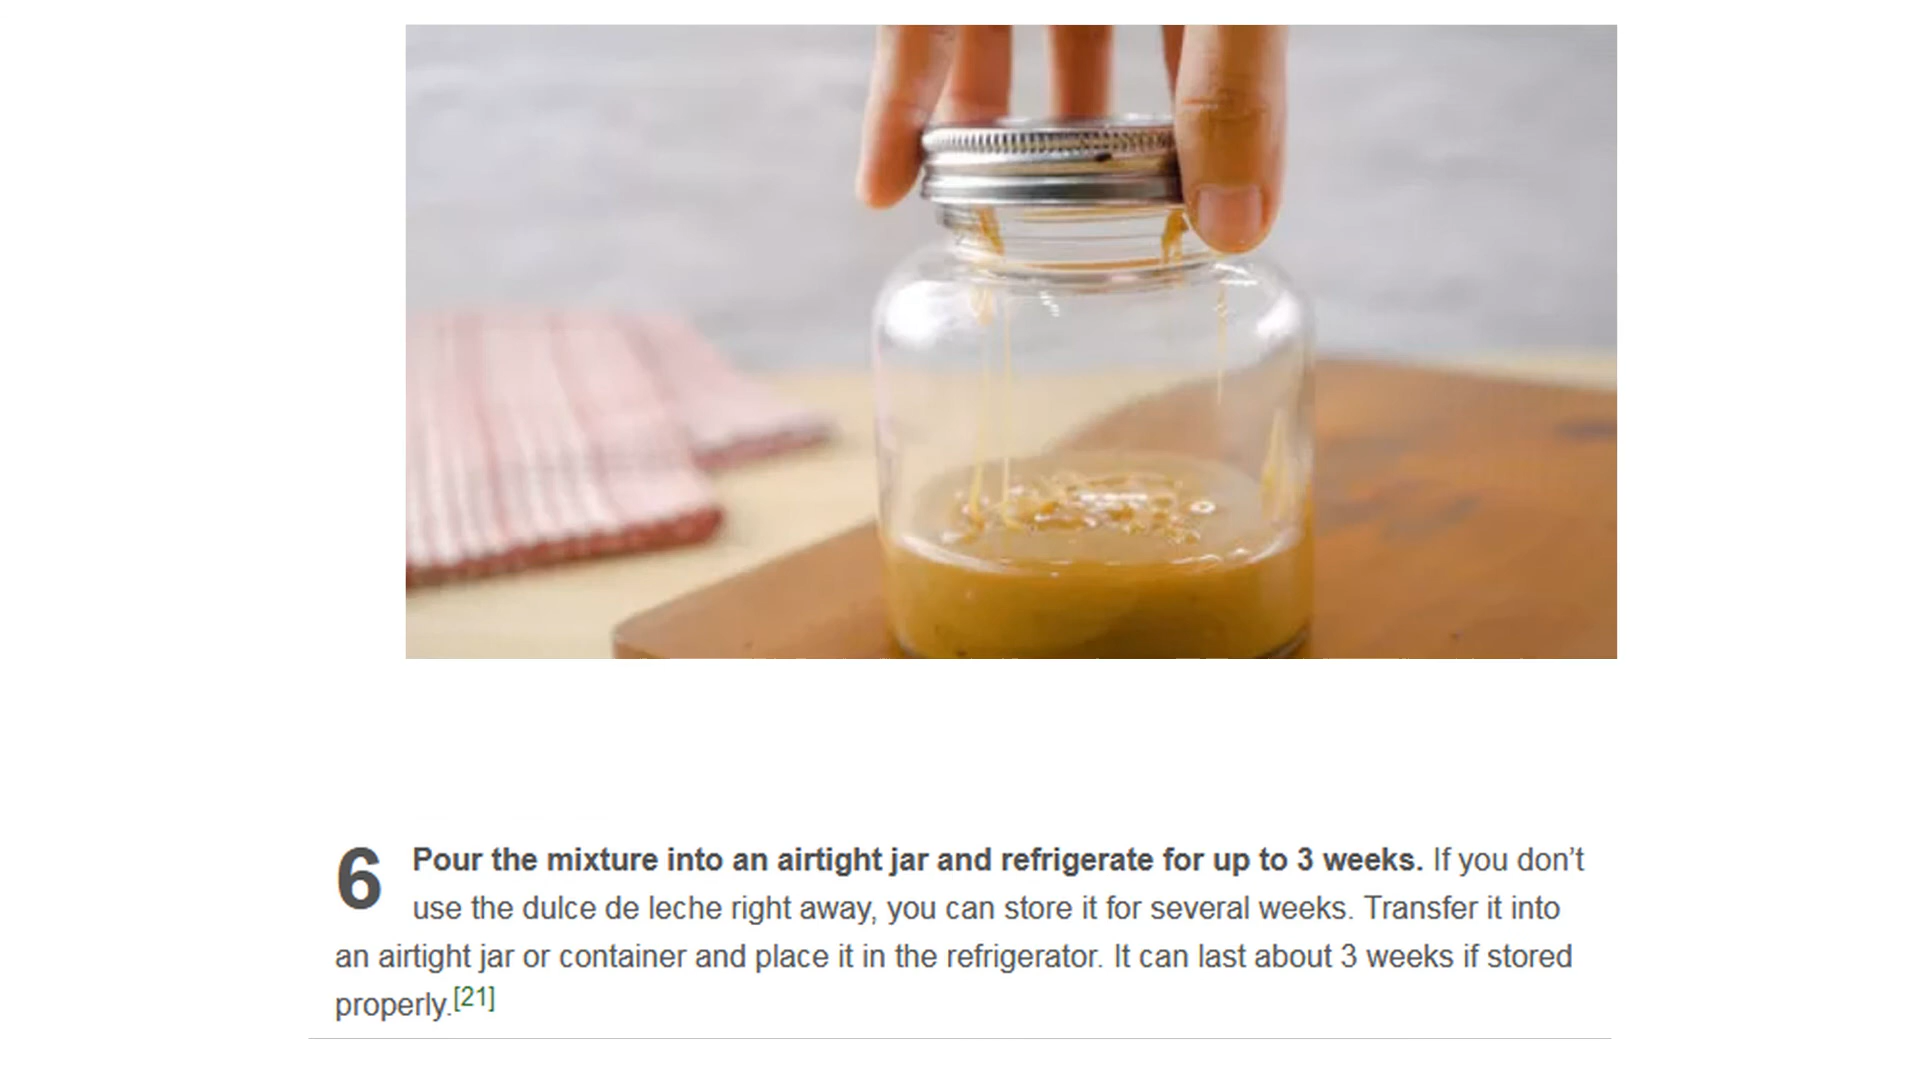 6 Pour the mixture into an airtight jar and refrigerate for up to 3 weeks. If you don’t
use the dulce de leche right away, you can store it for several weeks. Transfer it into
an airtight jar or container and place it in the refrigerator. It can last about 3 weeks if stored
properly.[21]